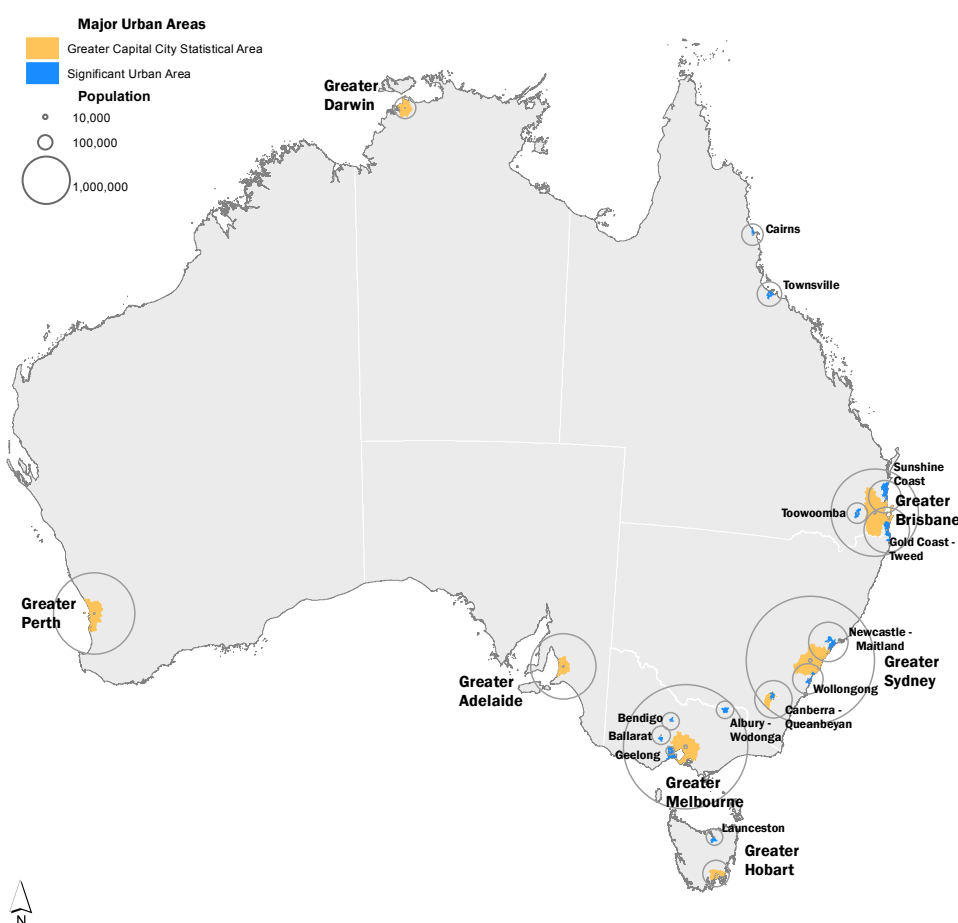 Major Urban Areas
Greater Capital City Statistical Area
Significant Urban Area
Population
10,000
100,000
1,000,000
Greater
Darwin
Cairns
Townsville
Sunshine
Coast
Greater
Brisbane
Toowoomba
Gold Coast -
Tweed
Greater
Perth
Newcastle -
Maitland
Greater
Sydney
Wollongong
Canberra -
Queanbeyan
Greater
Adelaide
Albury -
Wodonga
Bendigo
Ballarat
Geelong
Greater
Melbourne
Launceston
Greater
Hobart
N